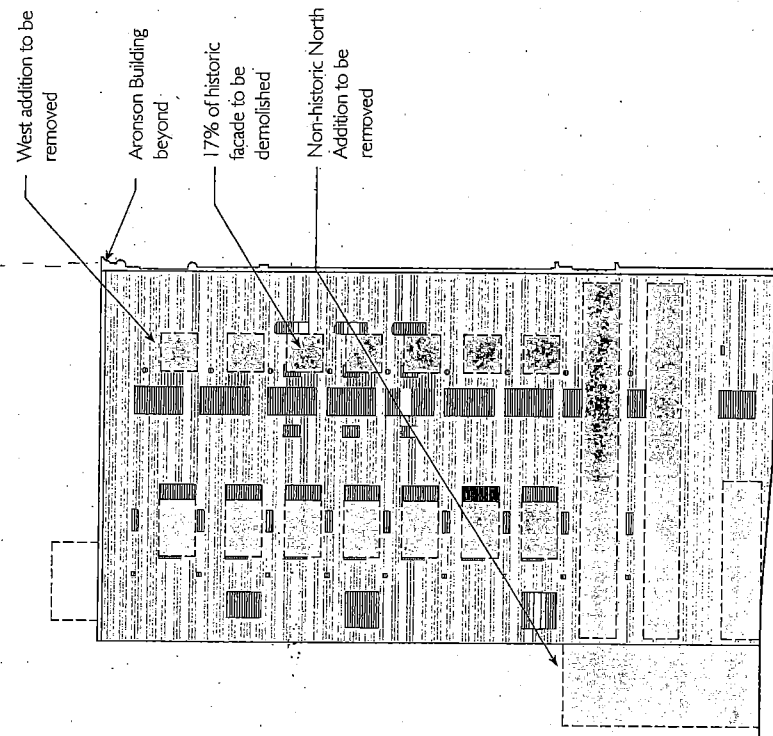 West addition to be
removed
Aronson Building
beyond
17% of historic
facade to be
demolished
Non-historic North
Addition to be
removed